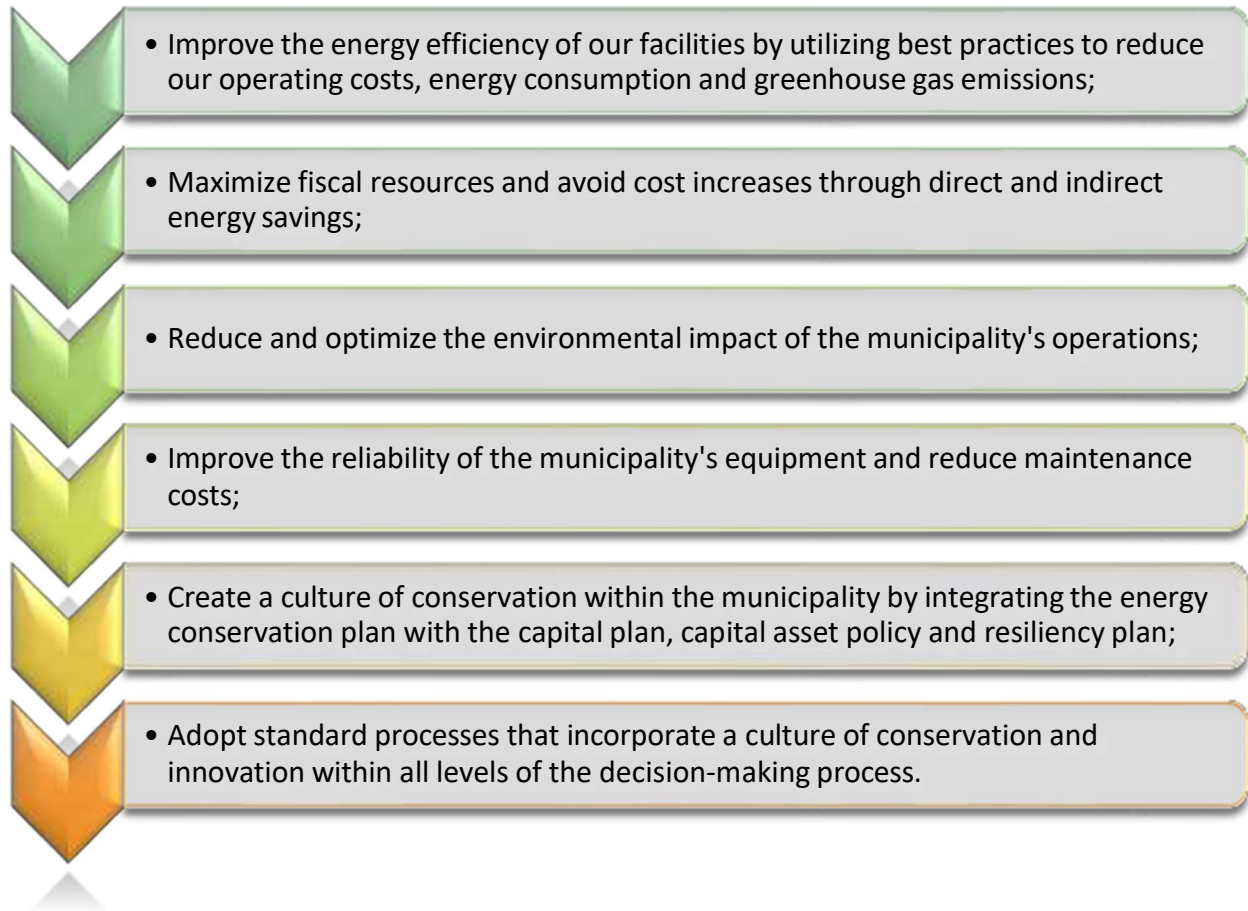 • Improve the energy efficiency of our facilities by utilizing best practices to reduce
our operating costs, energy consumption and greenhouse gas emissions;
• Maximize fiscal resources and avoid cost increases through direct and indirect
energy savings;
• Reduce and optimize the environmental impact of the municipality's operations;
• Improve the reliability of the municipality's equipment and reduce maintenance
costs;
• Create a culture of conservation within the municipality by integrating the energy
conservation plan with the capital plan, capital asset policy and resiliency plan;
• Adopt standard processes that incorporate a culture of conservation and
innovation within all levels of the decision-making process.